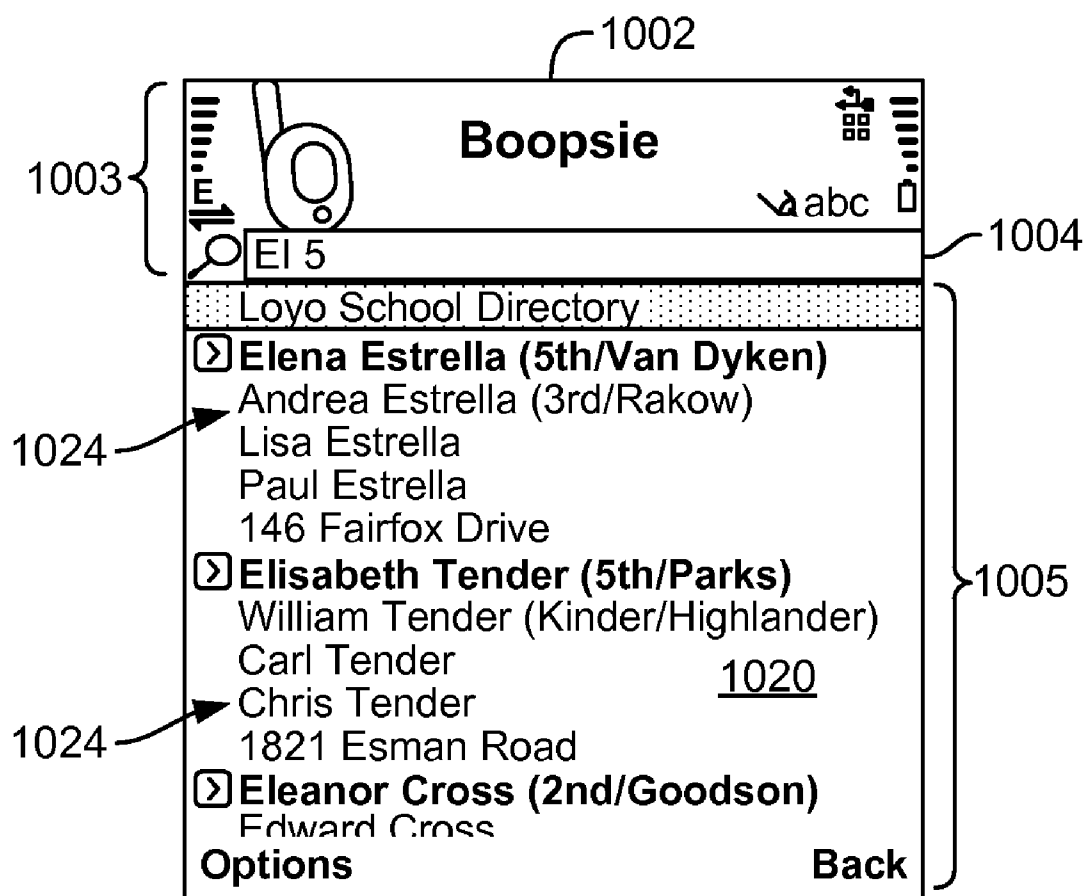 1002
1003
Boopsie
E
abc
El 5
1004
Loyo School Directory
Elena Estrella (5th/Van Dyken)
Andrea Estrella (3rd/Rakow)
1024
Lisa Estrella
Paul Estrella
146 Fairfox Drive
Elisabeth Tender (5th/Parks)
1005
William Tender (Kinder/Highlander)
Carl Tender
1020
Chris Tender
1024
1821 Esman Road
Eleanor Cross (2nd/Goodson)
Edward Cross
Options Back